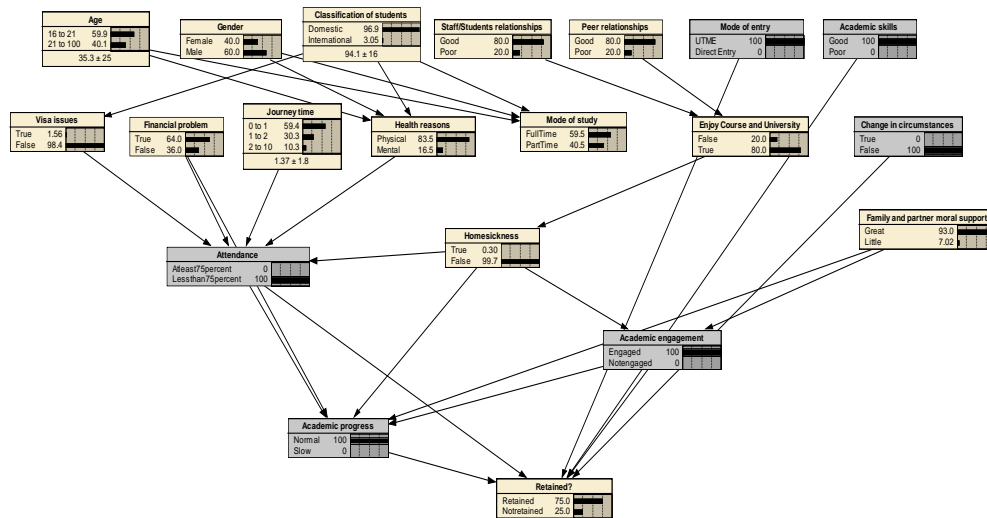 Age
16 to 21 59.9
21 to 100 40.1
35.3 ± 25
Gender
Female 40.0
Male 60.0
Classification of students
Domestic 96.9
International 3.05
94.1 ± 16
Staff/Students relationships
Good 80.0
Poor 20.0
Peer relationships
Good 80.0
Poor 20.0
Mode of entry
UTME 100
Direct Entry 0
Academic skills
Good 100
Poor 0
Visa issues
True 1.56
False 98.4
Financial problem
True 64.0
False 36.0
Journey time
0 to 1 59.4
1 to 2 30.3
2 to 10 10.3
1.37 ± 1.8
Health reasons
Physical 83.5
Mental 16.5
Mode of study
FullTime 59.5
PartTime 40.5
Enjoy Course and University
False 20.0
True 80.0
Change in circumstances
True 0
False 100
Family and partner moral support
Great 93.0
Little 7.02
Homesickness
True 0.30
False 99.7
Attendance
Atleast75percent 0
Lessthan75percent 100
Academic engagement
Engaged 100
Notengaged 0
Academic progress
Normal 100
Slow 0
Retained?
Retained 75.0
Notretained 25.0